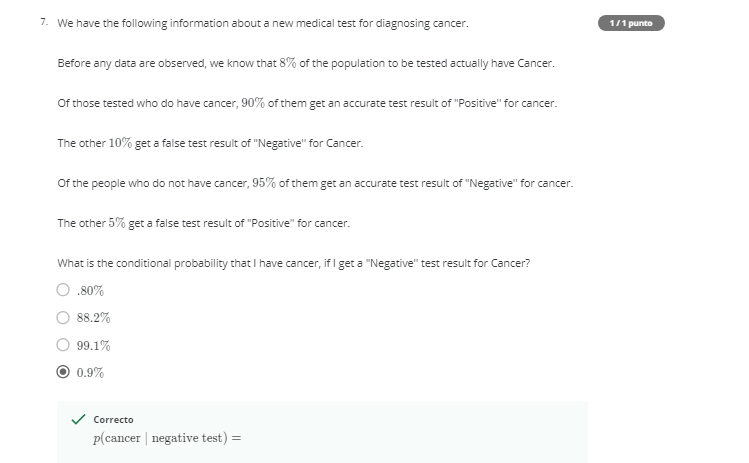 7. We have the following information about a new medical test for diagnosing cancer.
1 / 1 punto
Before any data are observed, we know that 8% of the population to be tested actually have Cancer.
Of those tested who do have cancer, 90% of them get an accurate test result of "Positive" for cancer.
The other 10% get a false test result of "Negative" for Cancer.
Of the people who do not have cancer, 95% of them get an accurate test result of "Negative" for cancer.
The other 5% get a false test result of "Positive" for cancer.
What is the conditional probability that I have cancer, if I get a "Negative" test result for Cancer?
.80%
88.2%
99.1%
0.9%
Correcto
p(cancer | negative test) =